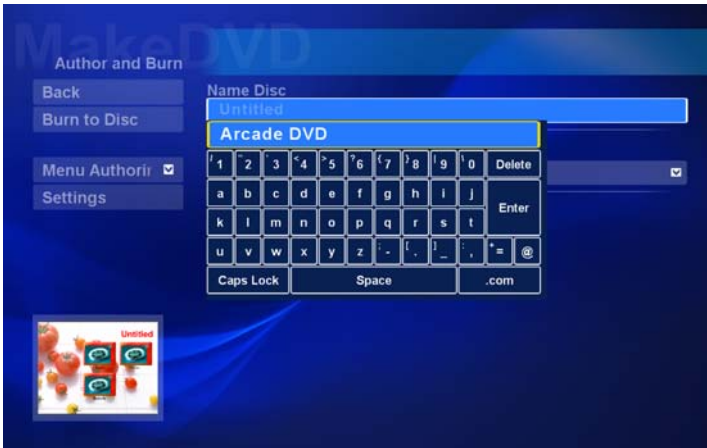 MakeDVD
Author and Burn
Back
Burn to Disc
Menu Authorin
Settings
Name Disc
Untitled
Arcade DVD
1 2 3 4 5 6 7 8 9 0 Delete
a b c d e f g h i j
Enter
k l m n o p q r s t
u v w x y z - . _ , = @
Caps Lock Space .com
Untitled